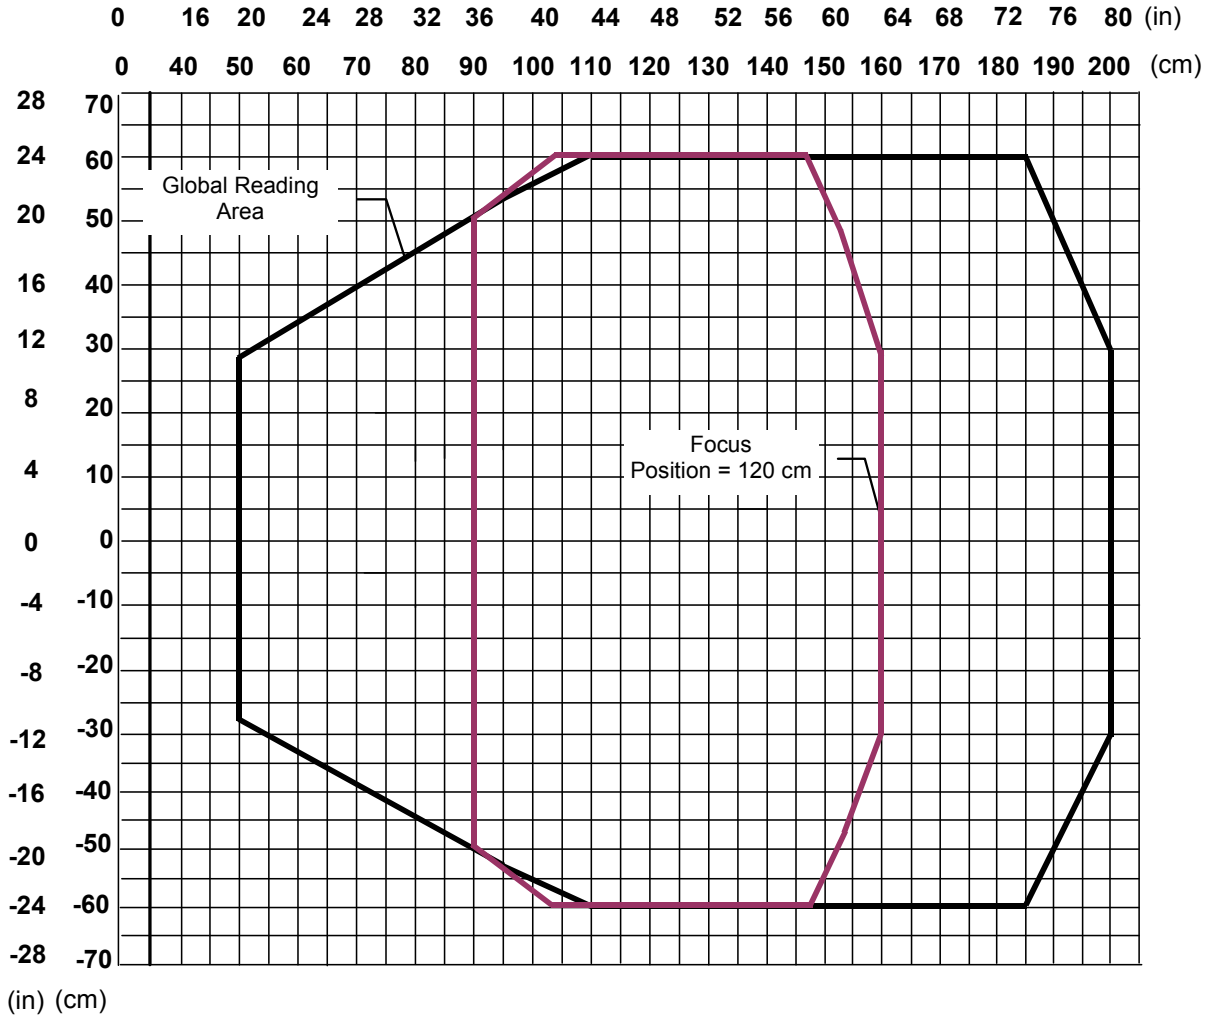 0 16 20 24 28 32 36 40 44 48 52 56 60 64 68 72 76 80 (in)
0 40 50 60 70 80 90 100 110 120 130 140 150 160 170 180 190 200 (cm)
28 70
24 60
Global Reading
Area
20 50
16 40
12 30
8 20
Focus
Position = 120 cm
4 10
0 0
-4 -10
-8 -20
-12 -30
-16 -40
-20 -50
-24 -60
-28 -70
(in) (cm)